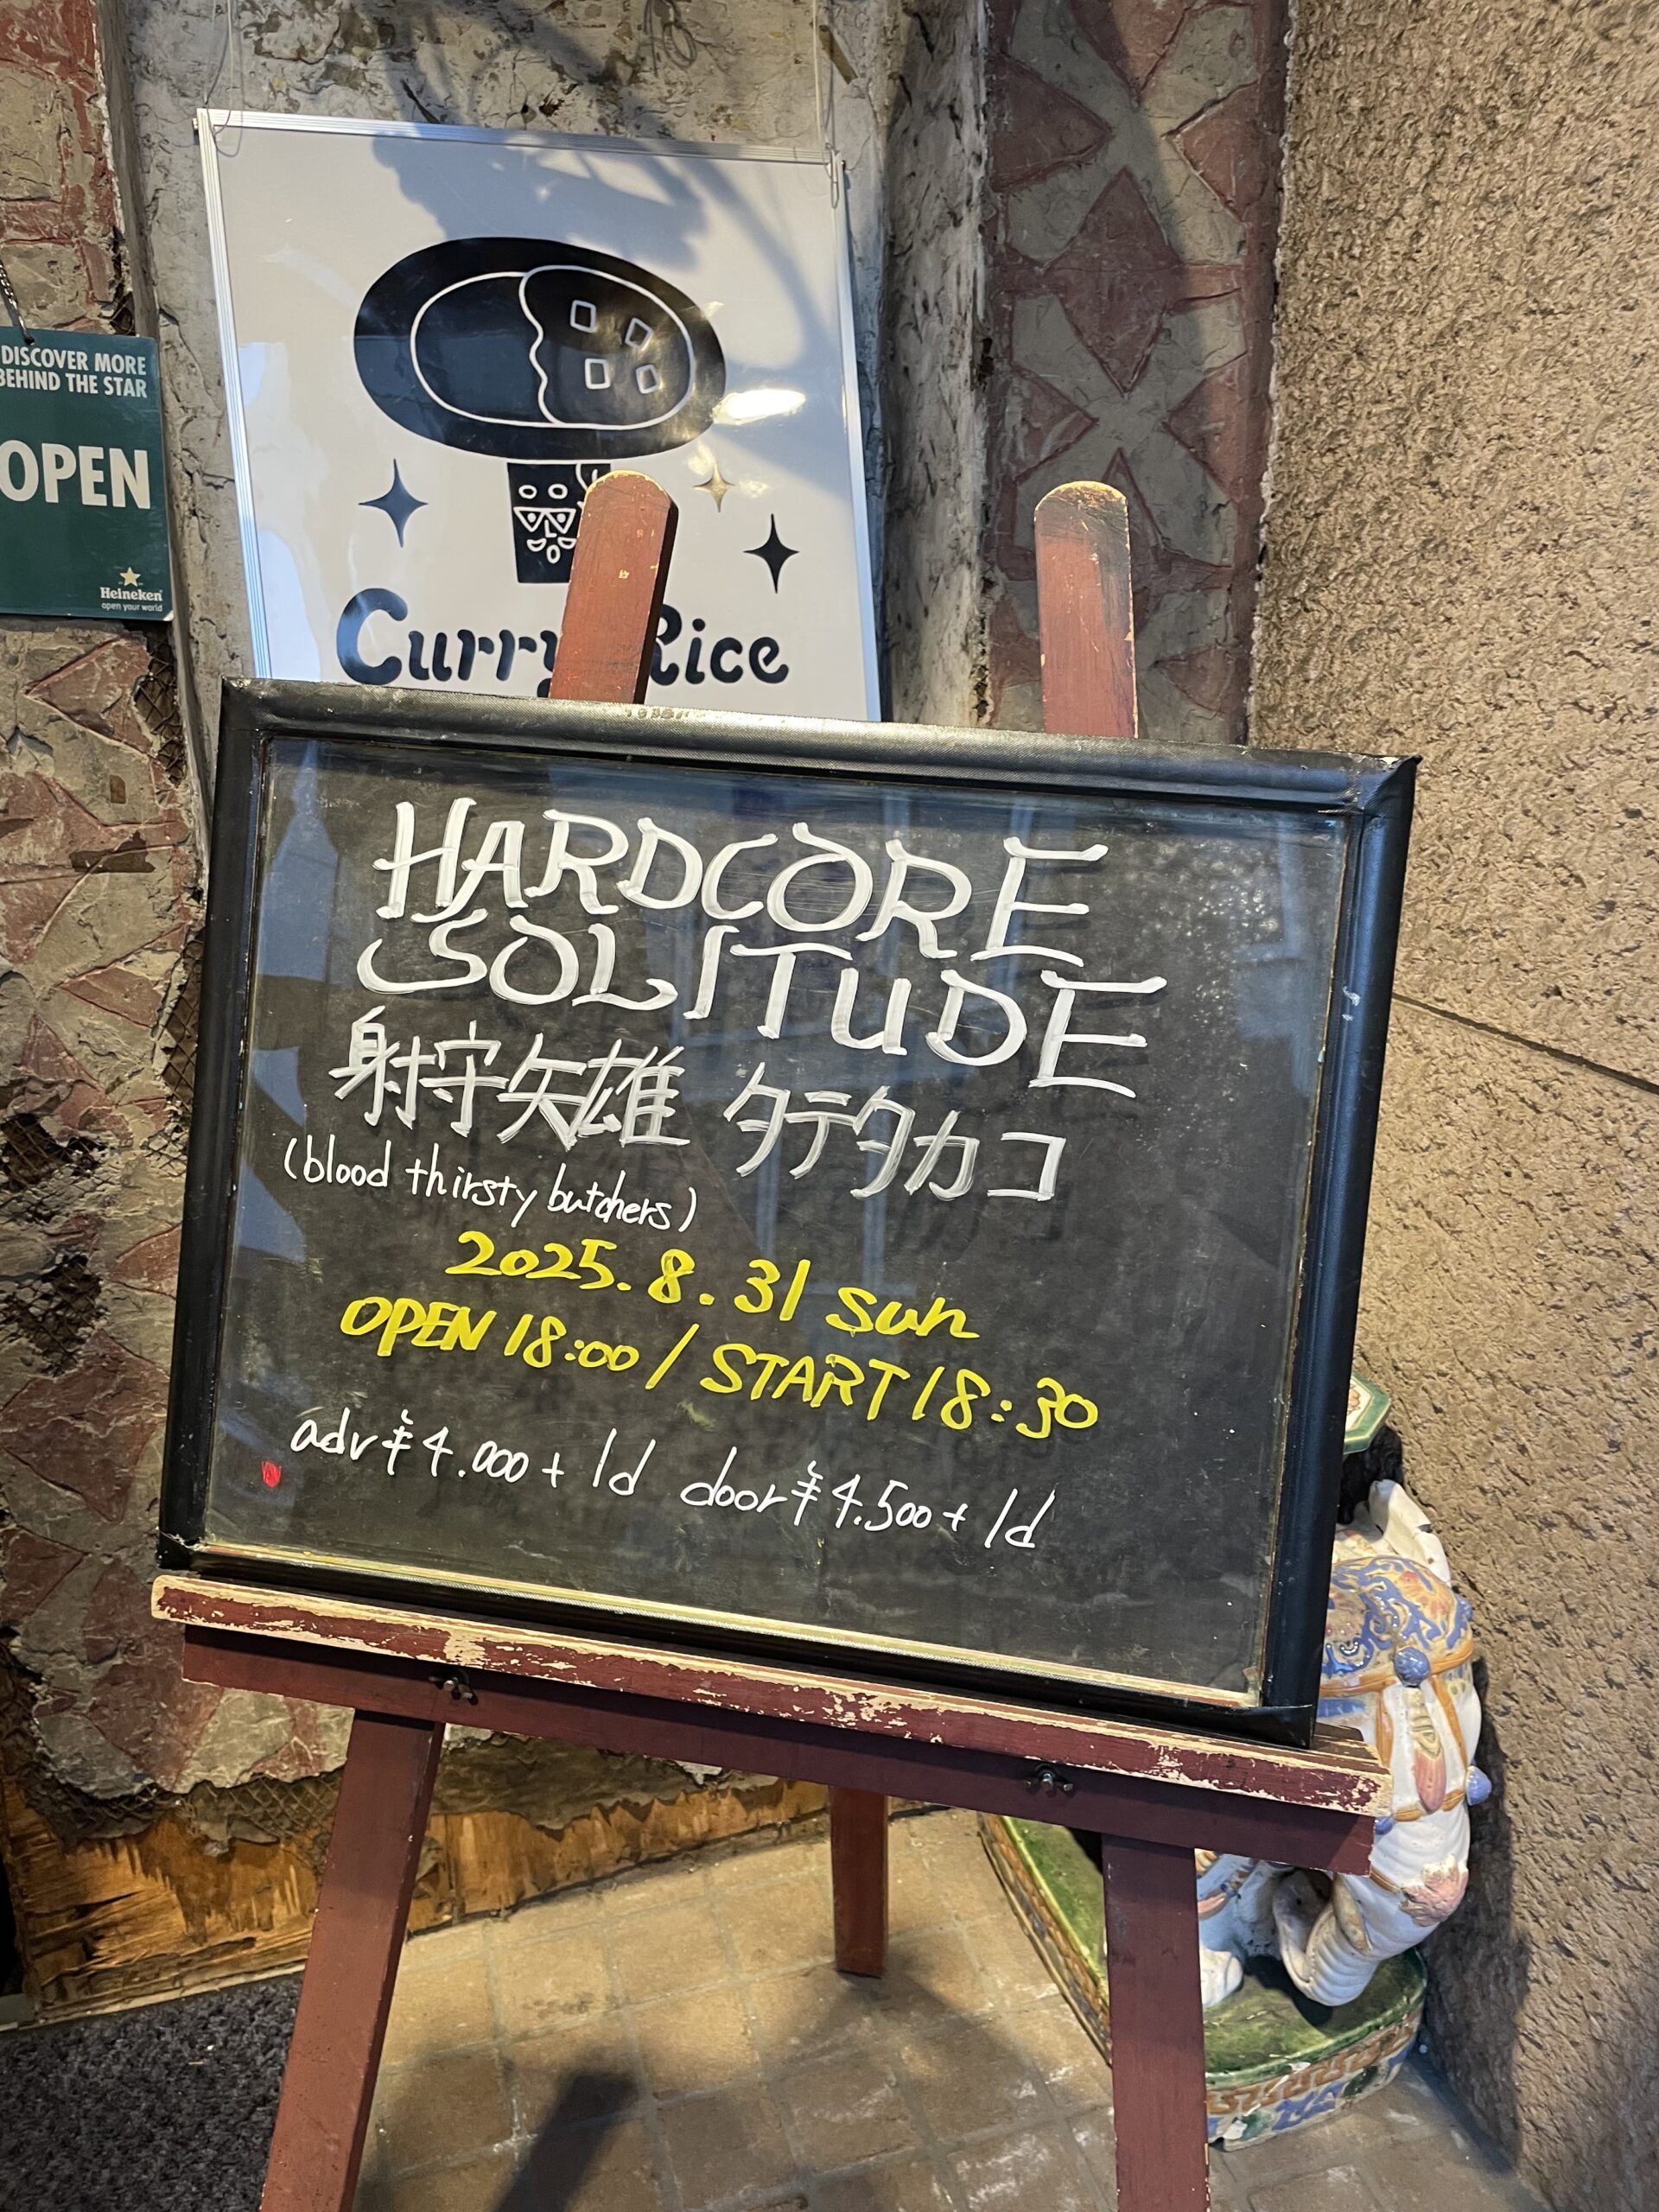 DISCOVER MORE
BEHIND THE STAR
OPEN
Heineken
open your world
Curry Rice
HARDCORE
SOLITUDE
射守矢雄 タテタカコ
(blood thirsty butchers)
2025.8.31 sun
OPEN 18:00 / START 18:30
adv¥4.000+1d door¥4.500+1d